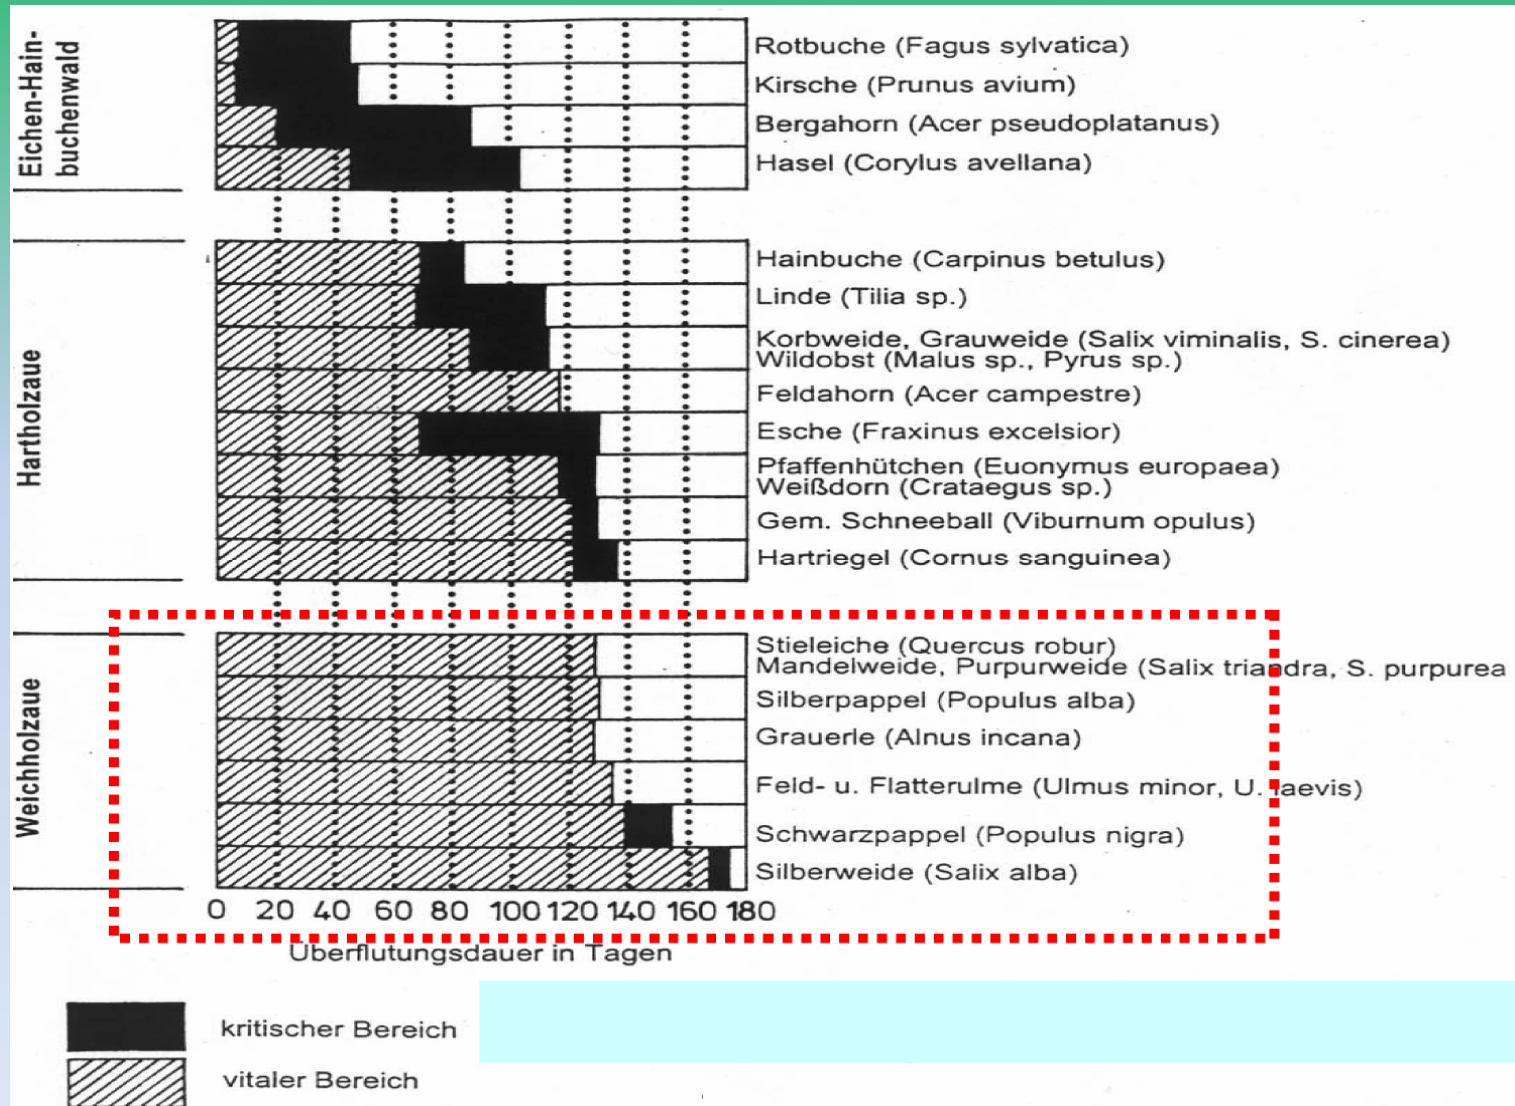 Eichen-Hain-
buchenwald
Rotbuche (Fagus sylvatica)
Kirsche (Prunus avium)
Bergahorn (Acer pseudoplatanus)
Hasel (Corylus avellana)
Hartholzaue
Hainbuche (Carpinus betulus)
Linde (Tilia sp.)
Korbweide, Grauweide (Salix viminalis, S. cinerea)
Wildobst (Malus sp., Pyrus sp.)
Feldahorn (Acer campestre)
Esche (Fraxinus excelsior)
Pfaffenhütchen (Euonymus europaea)
Weißdorn (Crataegus sp.)
Gem. Schneeball (Viburnum opulus)
Hartriegel (Cornus sanguinea)
Weichholzaue
Stieleiche (Quercus robur)
Mandelweide, Purpurweide (Salix triandra, S. purpurea
Silberpappel (Populus alba)
Grauerle (Alnus incana)
Feld- u. Flatterulme (Ulmus minor, U. laevis)
Schwarzpappel (Populus nigra)
Silberweide (Salix alba)
0 20 40 60 80 100 120 140 160 180
Überflutungsdauer in Tagen
kritischer Bereich
vitaler Bereich